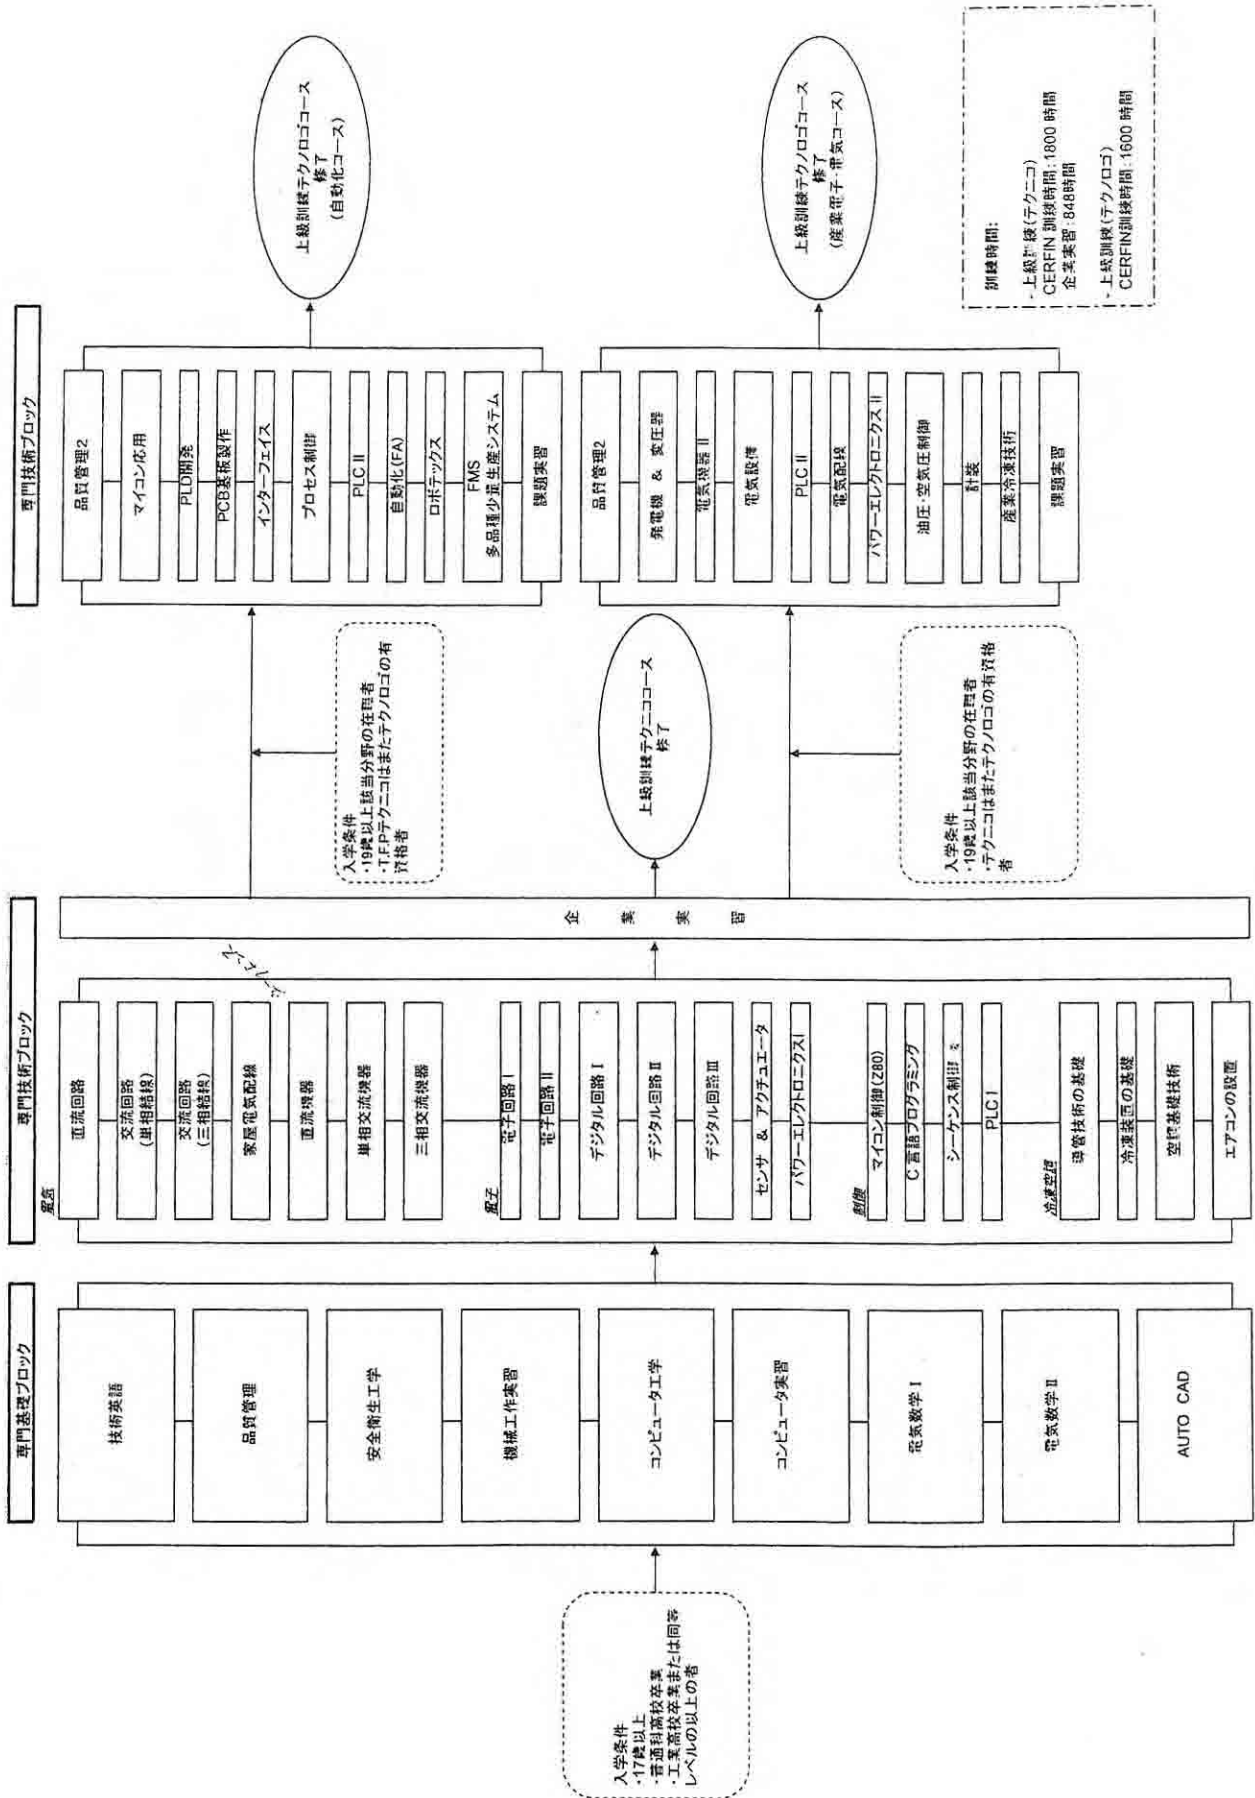 専門基礎ブロック
専門技術ブロック
専門技術ブロック
入学条件
・17歳以上
・普通科高校卒業
・工業高校卒業または同等
レベルの以上の者
技術英語
品質管理
安全衛生工学
機械工作実習
コンピュータ工学
コンピュータ実習
電気数学 I
電気数学 II
AUTO CAD
電気
直流回路
交流回路
(単相結線)
交流回路
(三相結線)
家屋電気配線
直流機器
単相交流機器
三相交流機器
電子
電子回路 I
電子回路 II
デジタル回路 I
デジタル回路 II
デジタル回路 III
センサ & アクチュエータ
パワーエレクトロニクスI
制御
マイコン制御(Z80)
C 言語プログラミング
シーケンス制御
PLC I
冷凍空調
導管技術の基礎
冷凍装置の基礎
空調基礎技術
エアコンの設置
企業実習
入学条件
・19歳以上該当分野の在職者
・T.F.Pテクニコはまたテクノロゴの有
資格者
上級訓練テクニココース
修了
入学条件
・19歳以上該当分野の在職者
・テクニコはまたテクノロゴの有資格
者
品質管理2
マイコン応用
PLD開発
PCB基板製作
インターフェイス
プロセス制御
PLC II
自動化(FA)
ロボテックス
FMS
多品種少量生産システム
課題実習
品質管理2
発電機 & 変圧器
電気機器 II
電気設備
PLC II
電気配線
パワーエレクトロニクス II
油圧・空気圧制御
計装
産業冷凍技術
課題実習
上級訓練テクノロゴコース
修了
(自動化コース)
上級訓練テクノロゴコース
修了
(産業電子・電気コース)
訓練時間:
- 上級訓練(テクニコ)
CERFIN 訓練時間:1800 時間
企業実習:848時間
- 上級訓練(テクノロゴ)
CERFIN訓練時間:1600 時間